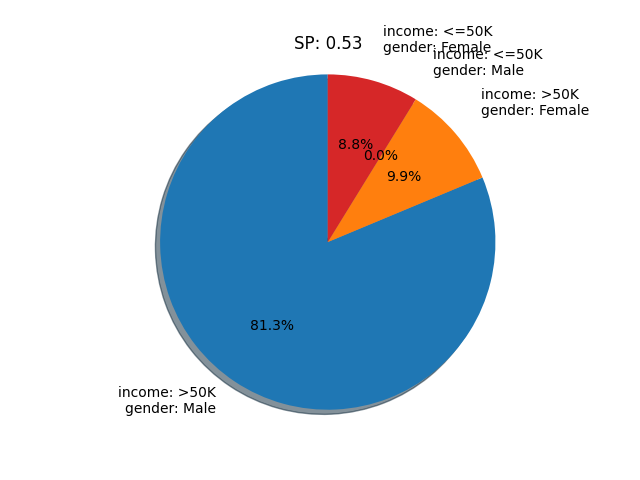 SP: 0.53
income: <=50K
gender: Female
income: <=50K
gender: Male
income: >50K
gender: Female
8.8%
0.0%
9.9%
81.3%
income: >50K
gender: Male